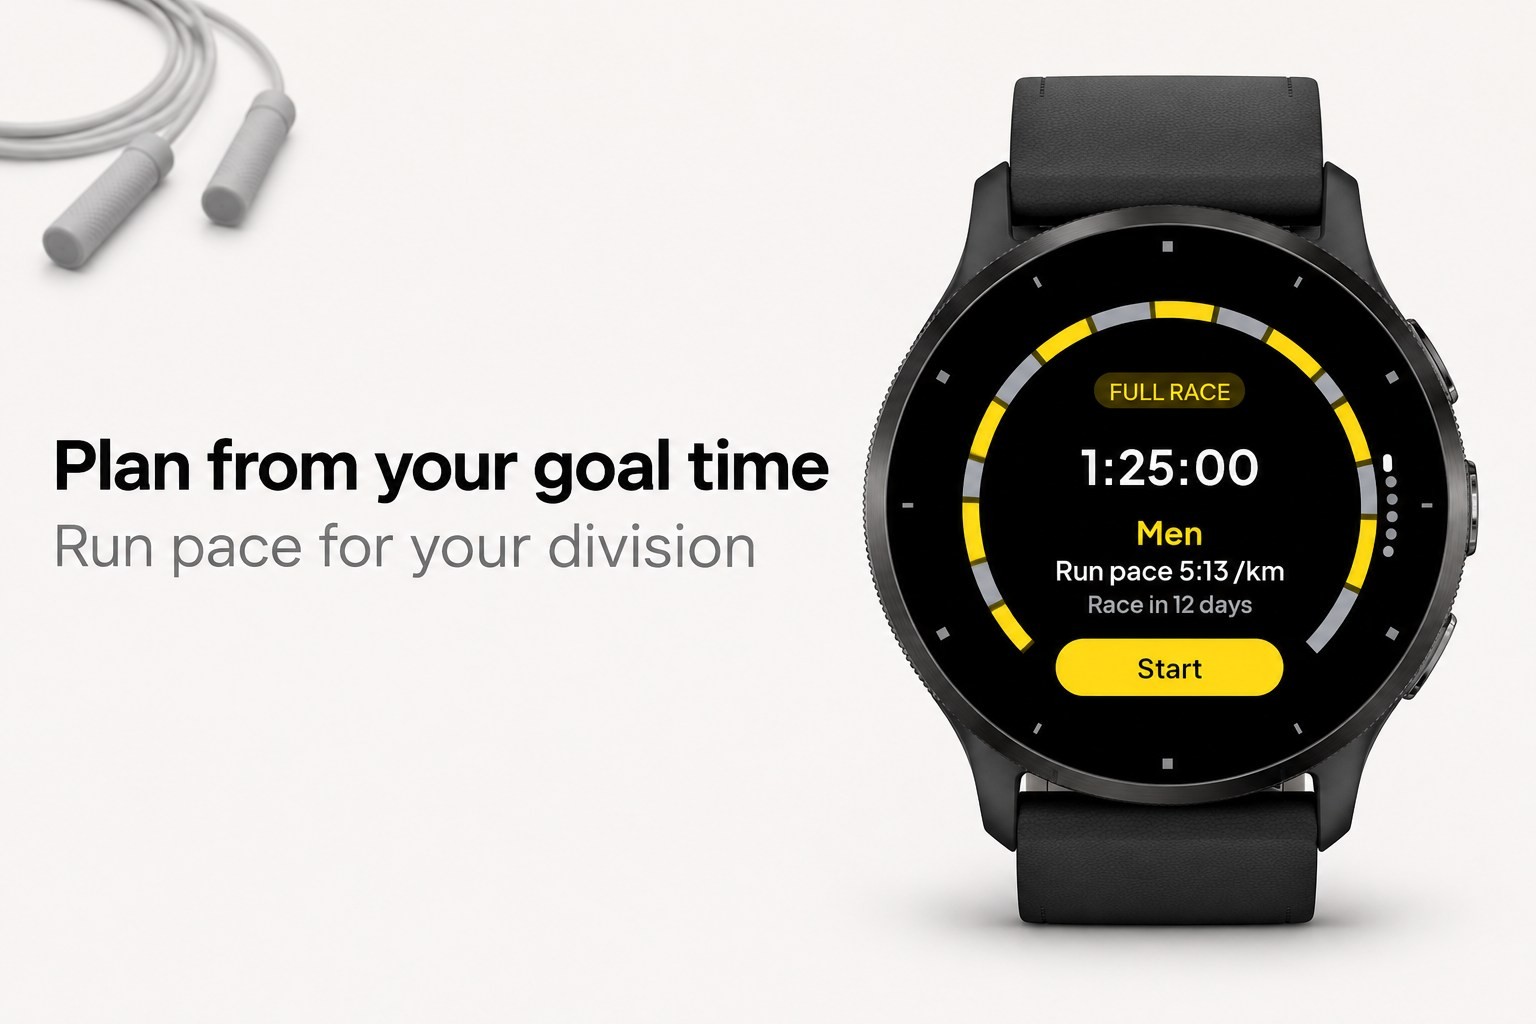 Plan from your goal time
Run pace for your division
FULL RACE
1:25:00
Men
Run pace 5:13 /km
Race in 12 days
Start